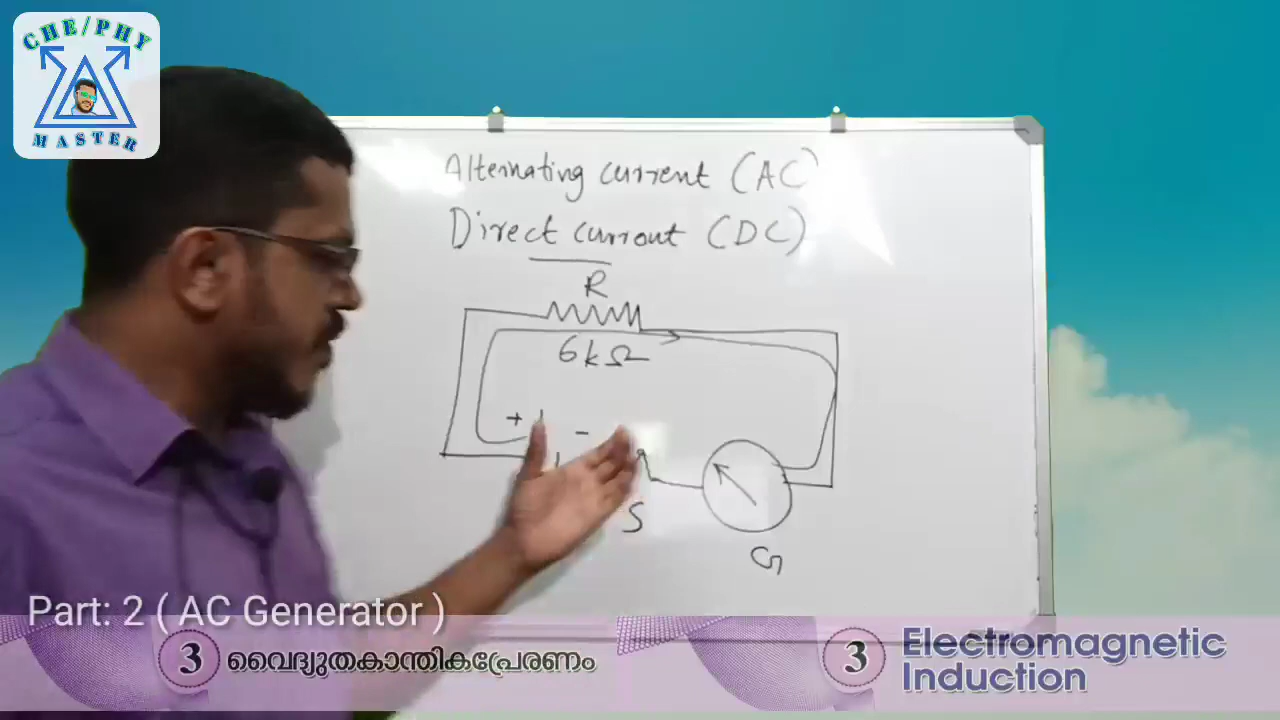 CHE/PHY
MASTER
Alternating current (AC)
Direct current (DC)
R
6kΩ
+
-
S
G
Part: 2 ( AC Generator )
3 വൈദ്യുതകാന്തികപ്രേരണം
3 Electromagnetic
Induction